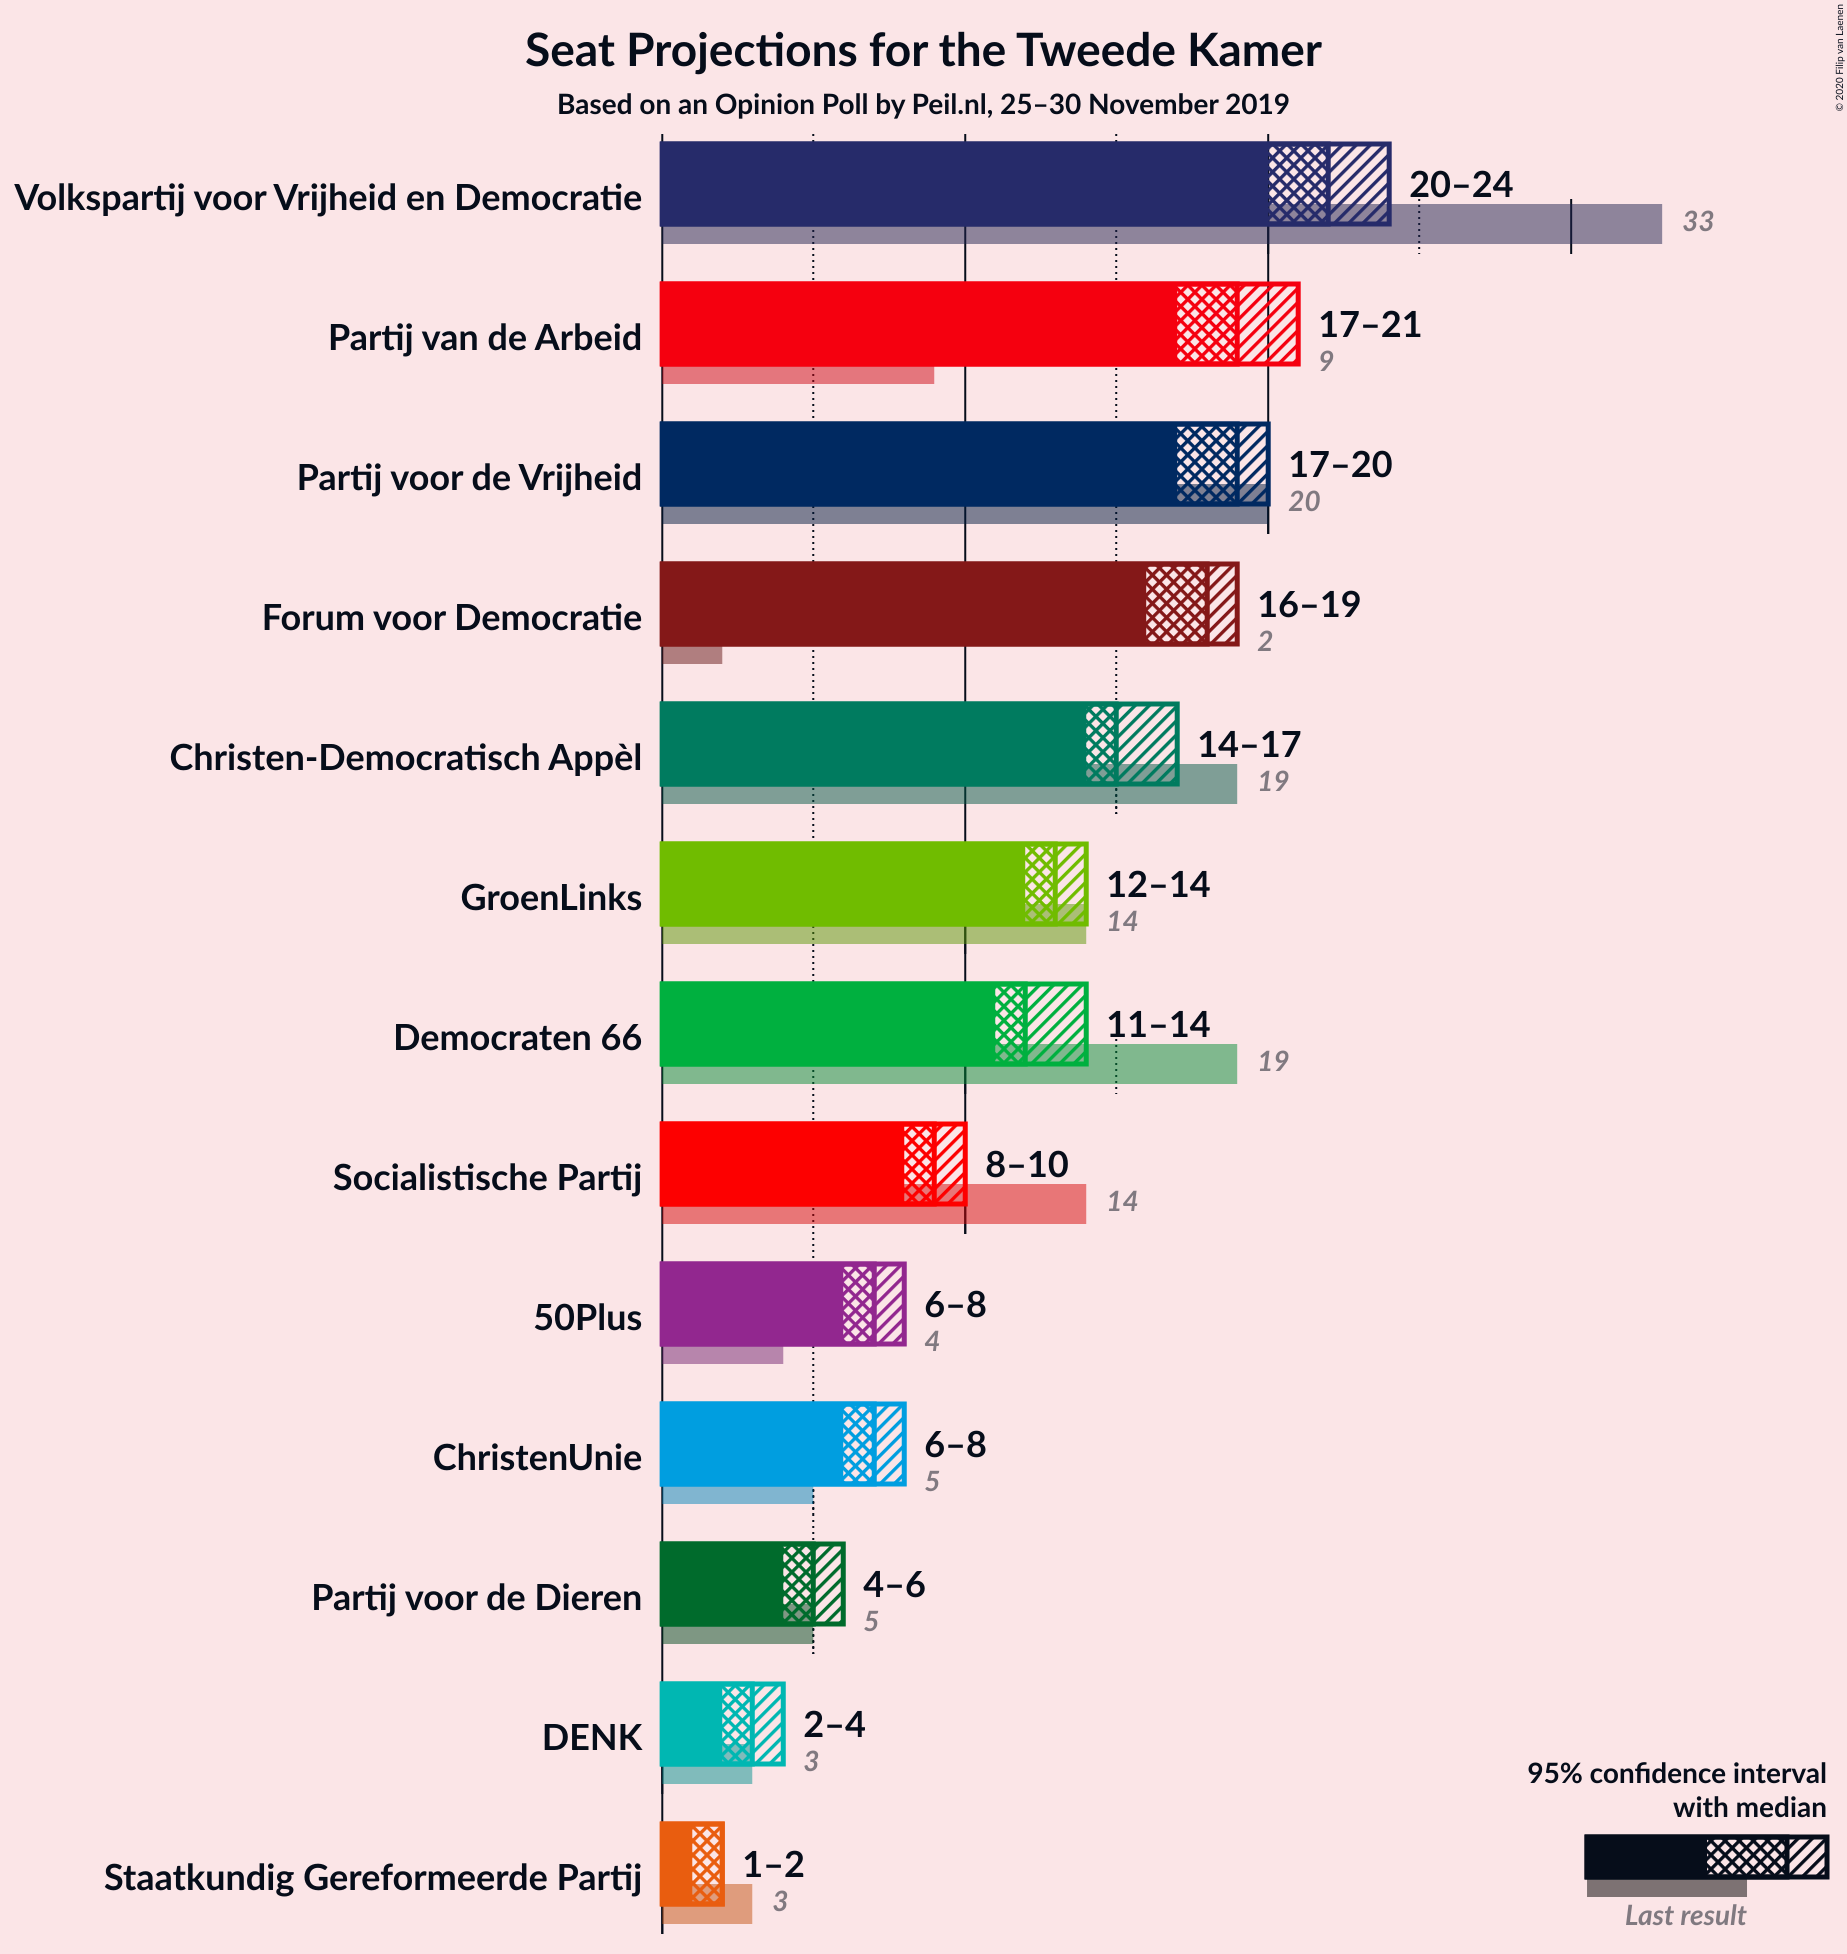 Seat Projections for the Tweede Kamer
Based on an Opinion Poll by Peil.nl, 25–30 November 2019
© 2020 Filip van Laenen
Volkspartij voor Vrijheid en Democratie
20–24
33
Partij van de Arbeid
17–21
9
Partij voor de Vrijheid
17–20
20
Forum voor Democratie
16–19
2
Christen-Democratisch Appèl
14–17
19
GroenLinks
12–14
14
Democraten 66
11–14
19
Socialistische Partij
8–10
14
50Plus
6–8
4
ChristenUnie
6–8
5
Partij voor de Dieren
4–6
5
DENK
2–4
3
Staatkundig Gereformeerde Partij
1–2
3
95% confidence interval
with median
Last result